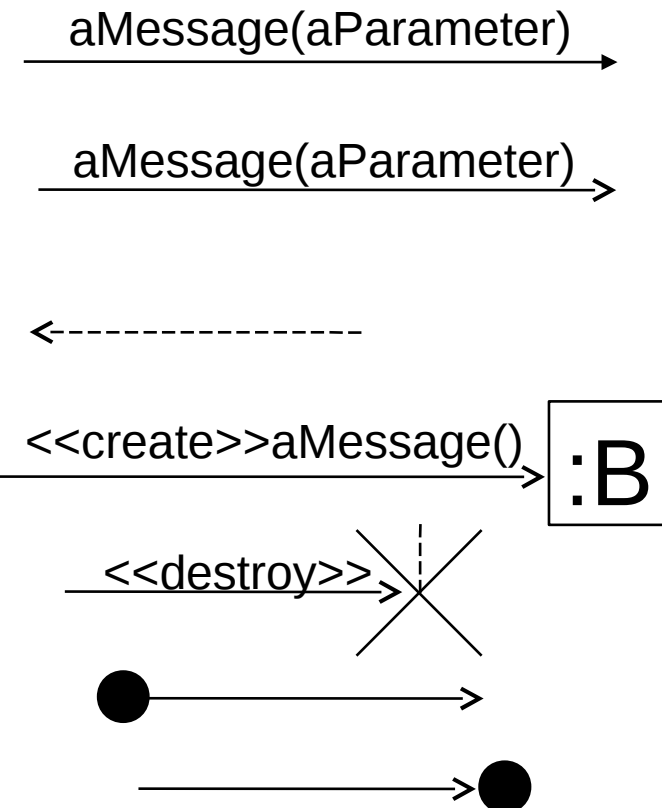 aMessage(aParameter)
aMessage(aParameter)
<<create>>aMessage()
:B
<<destroy>>